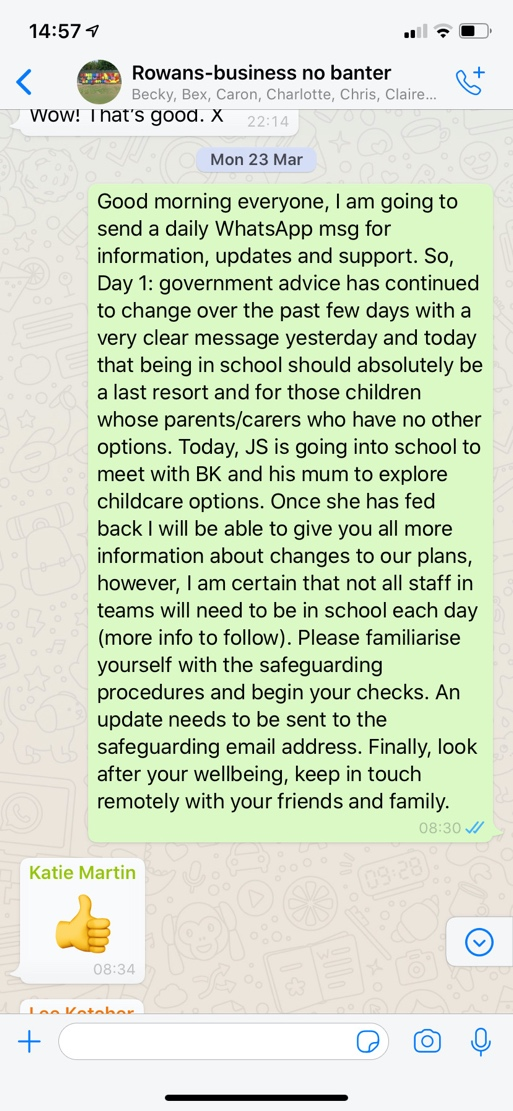 14:57
Rowans-business no banter
Becky, Bex, Caron, Charlotte, Chris, Claire...
Wow! That's good. X
22:14
Mon 23 Mar
Good morning everyone, I am going to
send a daily WhatsApp msg for
information, updates and support. So,
Day 1: government advice has continued
to change over the past few days with a
very clear message yesterday and today
that being in school should absolutely be
a last resort and for those children
whose parents/carers who have no other
options. Today, JS is going into school to
meet with BK and his mum to explore
childcare options. Once she has fed
back I will be able to give you all more
information about changes to our plans,
however, I am certain that not all staff in
teams will need to be in school each day
(more info to follow). Please familiarise
yourself with the safeguarding
procedures and begin your checks. An
update needs to be sent to the
safeguarding email address. Finally, look
after your wellbeing, keep in touch
remotely with your friends and family.
08:30
Katie Martin
08:34